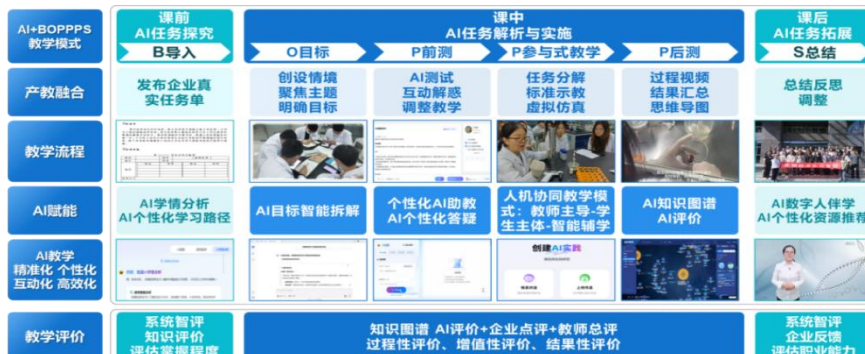 AI+BOPPPS
教学模式
课前
AI任务探究
B导入
课中
AI任务解析与实施
O目标
P前测
P参与式教学
P后测
课后
AI任务拓展
S总结
产教融合
发布企业真
实任务单
创设情境
聚焦主题
明确目标
AI测试
互动解惑
调整教学
任务分解
标准示教
虚拟仿真
过程视频
结果汇总
思维导图
总结反思
调整
教学流程
AI赋能
AI学情分析
AI个性化学习路径
AI目标智能拆解
个性化AI助教
AI个性化答疑
人机协同教学模
式：教师主导-学
生主体-智能辅学
AI知识图谱
AI评价
AI数字人伴学
AI个性化资源推荐
AI教学
精准化 个性化
互动化 高效化
创建AI实践
教学评价
系统智评
知识评价
评估掌握程度
知识图谱 AI评价+企业点评+教师总评
过程性评价、增值性评价、结果性评价
系统智评
企业反馈
评估职业能力